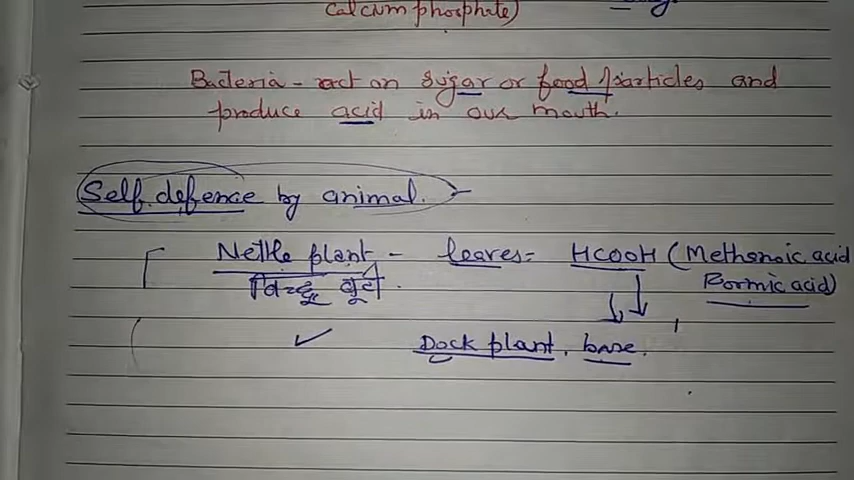 Calcium phosphate)
Bacteria - act on sugar or food particles and
produce acid in our mouth.
Self defence by animal. -
Nettle plant - leaves = HCOOH (Methanoic acid
बिच्छू बूटी. Formic acid)
Dock plant, base.